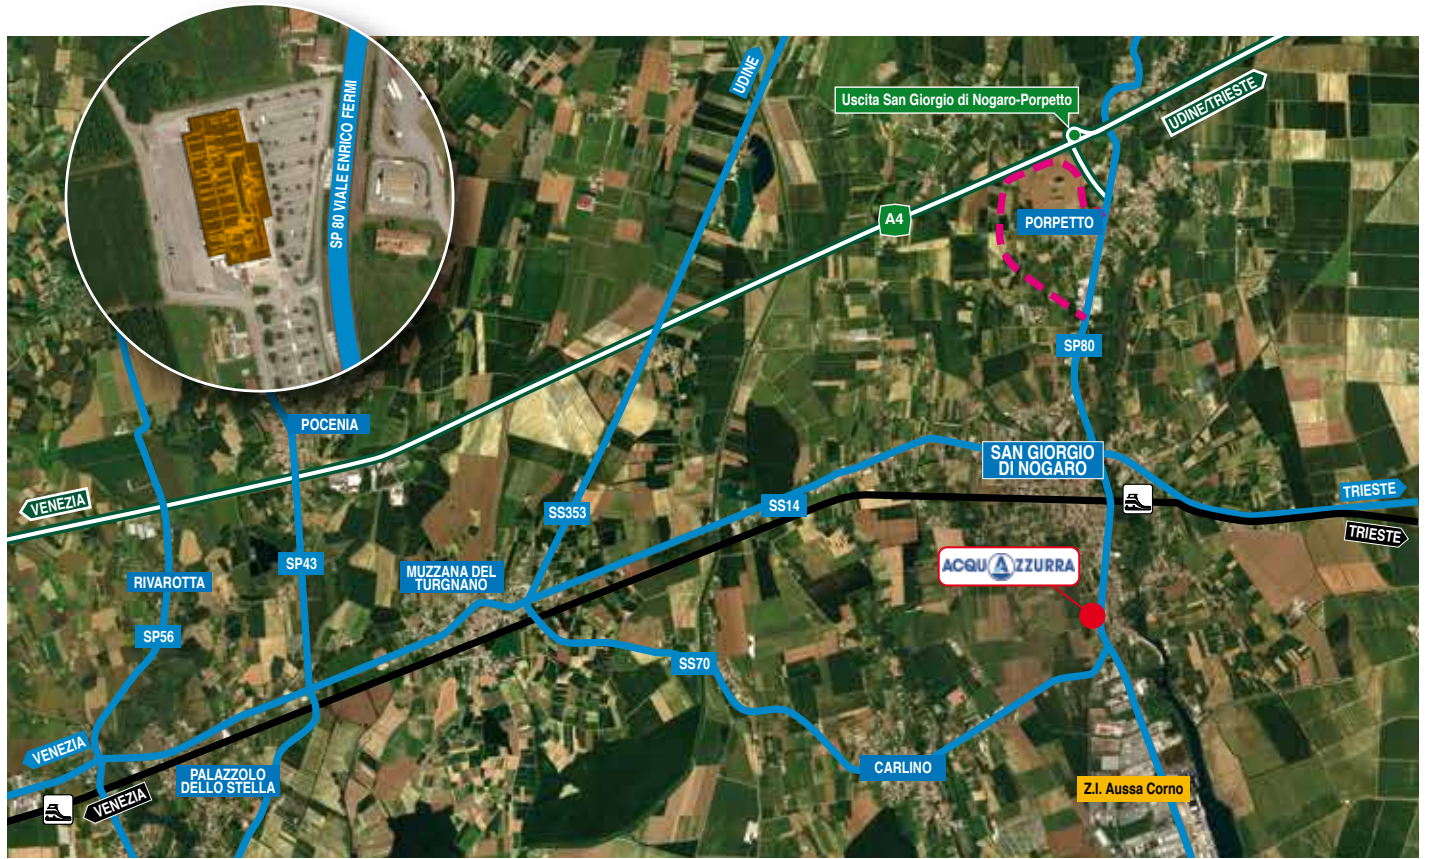 SP 80 VIALE ENRICO FERMI
UDINE
Uscita San Giorgio di Nogaro-Porpetto
UDINE/TRIESTE
A4
PORPETTO
SP80
POCENIA
SAN GIORGIO
DI NOGARO
VENEZIA
SS353
SS14
TRIESTE
TRIESTE
SP43
RIVAROTTA
MUZZANA DEL
TURGNANO
ACQUAZZURRA
SP56
SS70
VENEZIA
PALAZZOLO
DELLO STELLA
CARLINO
Z.I. Aussa Corno
VENEZIA